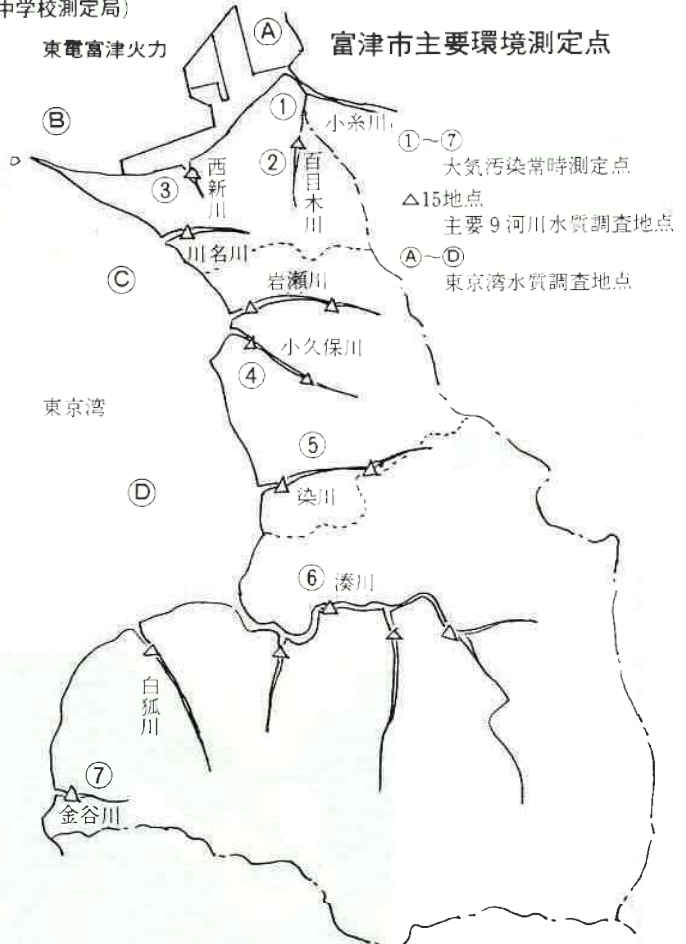 中学校測定局）
Ⓐ
富津市主要環境測定点
東電富津火力
Ⓑ
①
小糸川
①～⑦
大気汚染常時測定点
②
百目木川
③
西新川
△15地点
主要9河川水質調査地点
川名川
Ⓐ～Ⓓ
東京湾水質調査地点
Ⓒ
岩瀬川
小久保川
④
東京湾
⑤
Ⓓ
染川
⑥
湊川
白狐川
⑦
金谷川